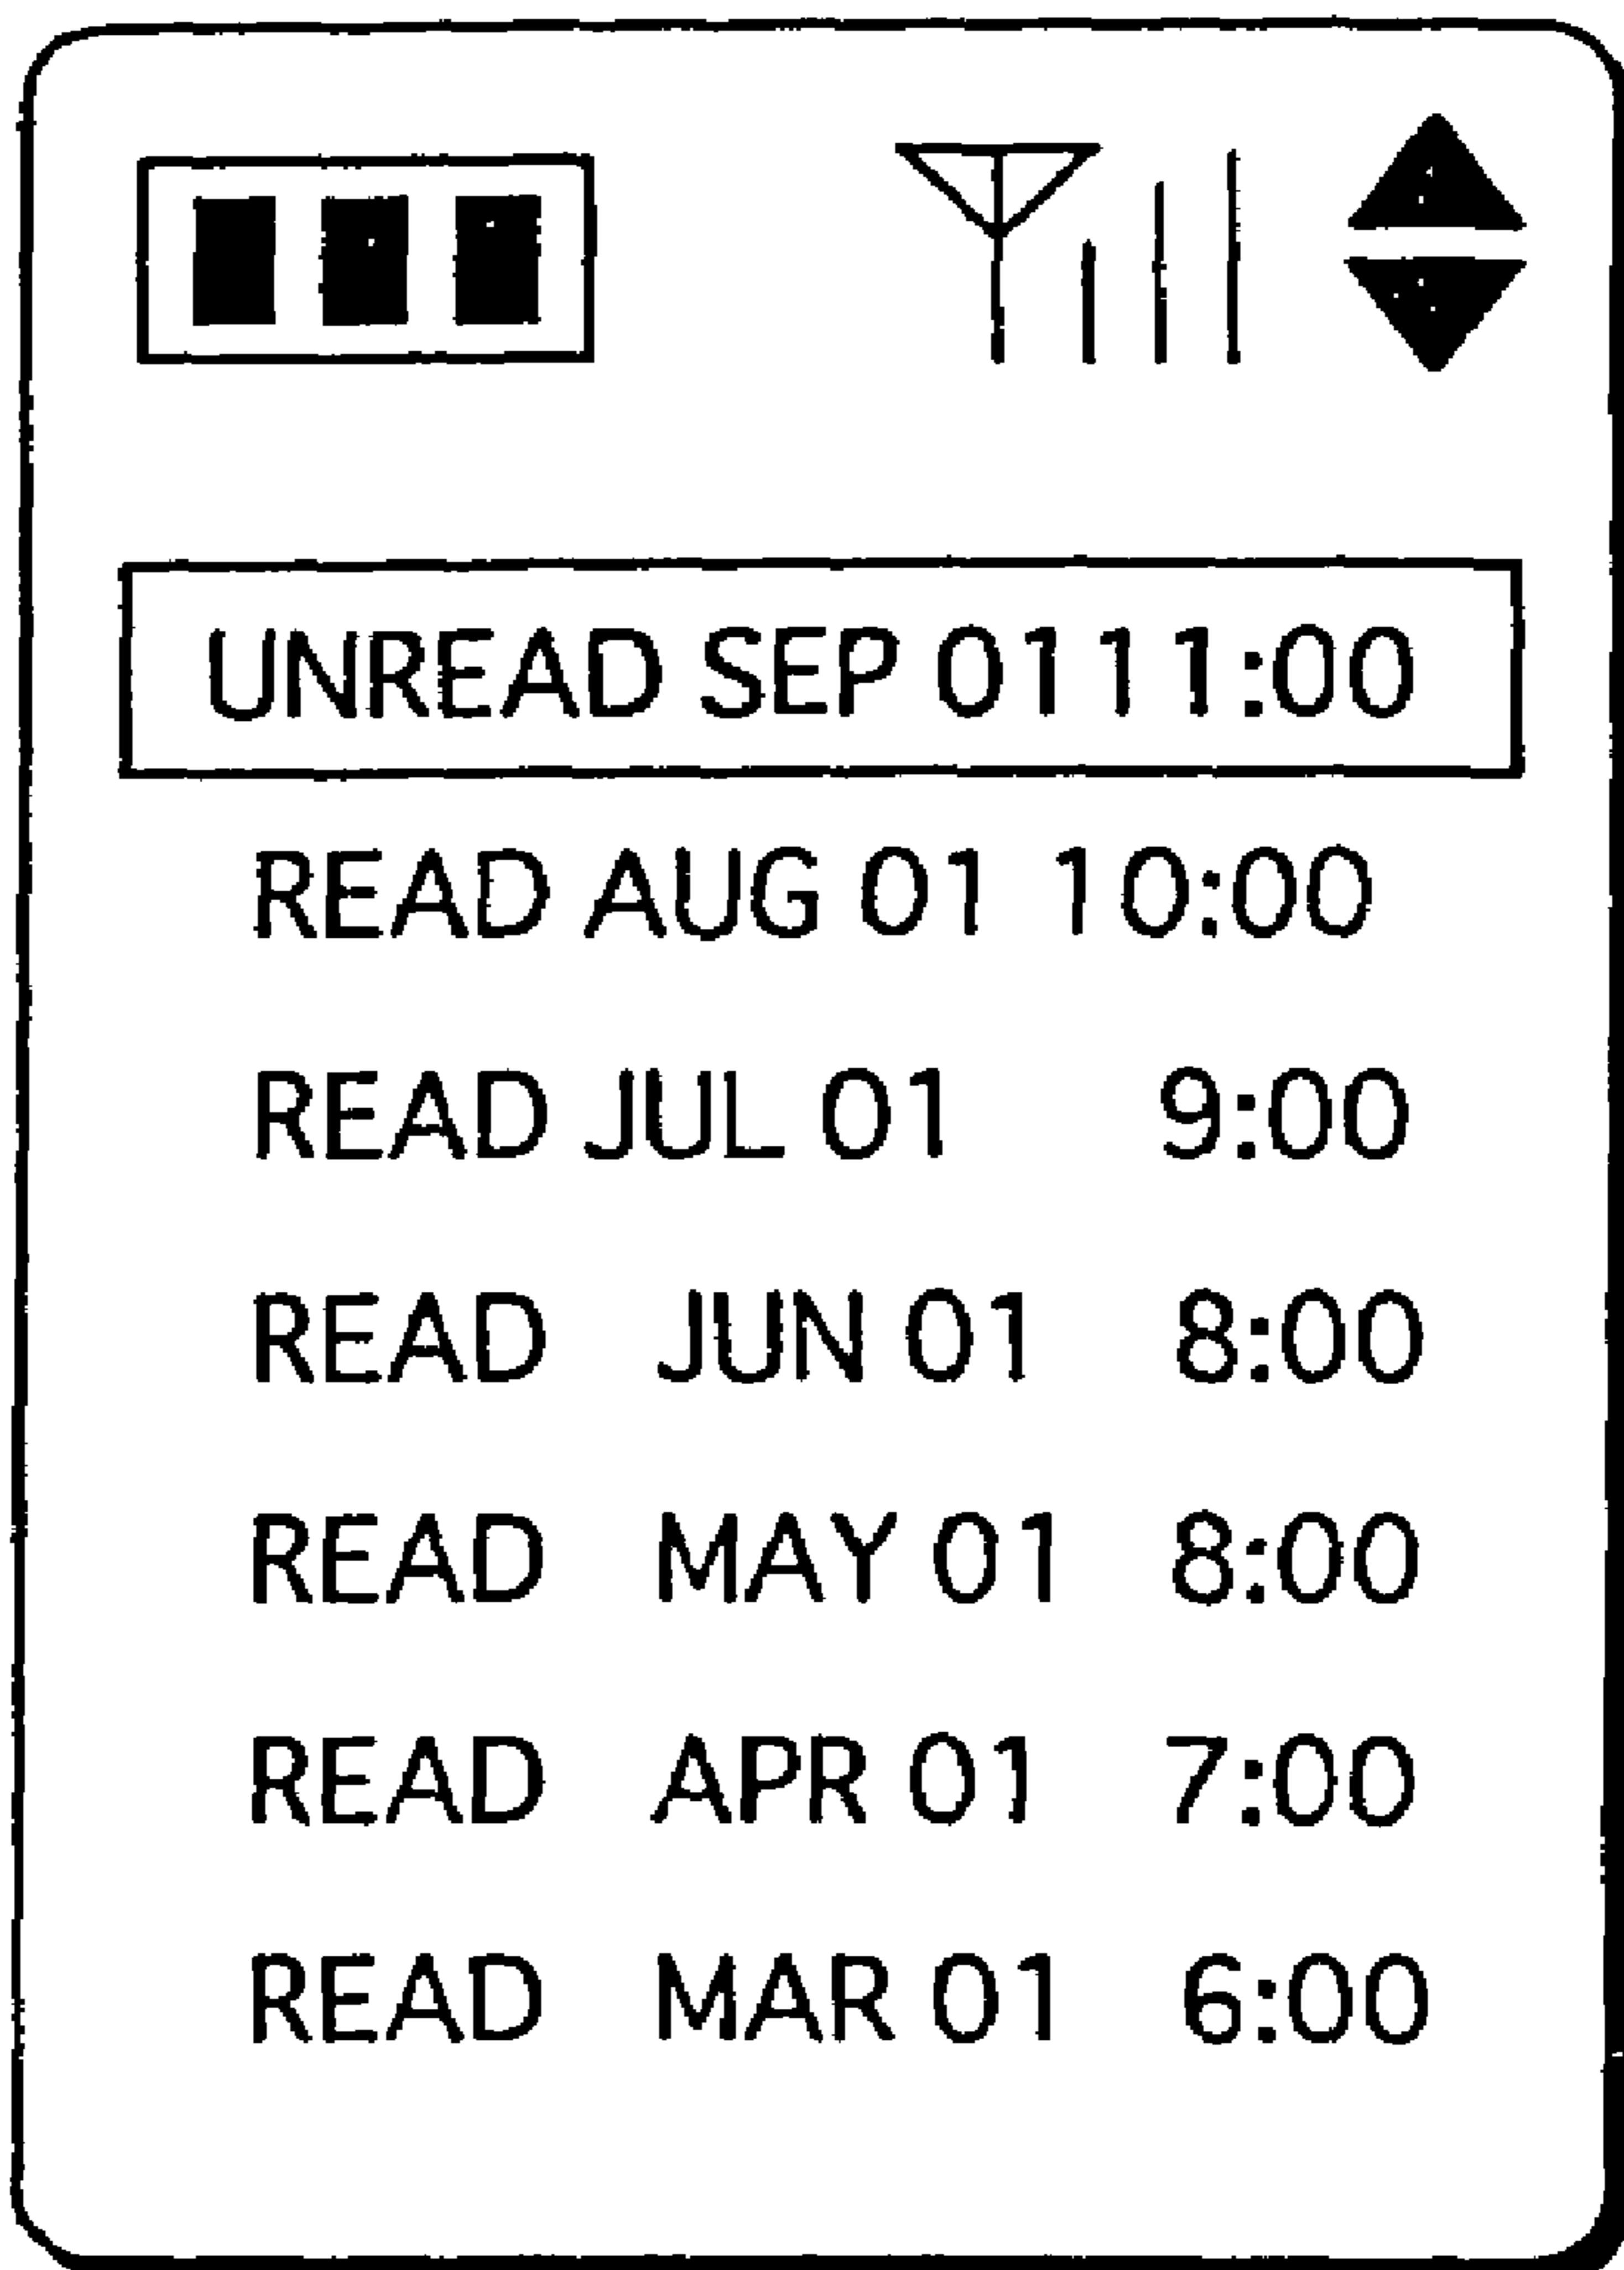 UNREAD SEP 01 11:00
READ AUG 01 10:00
READ JUL 01 9:00
READ JUN 01 8:00
READ MAY 01 8:00
READ APR 01 7:00
READ MAR 01 6:00